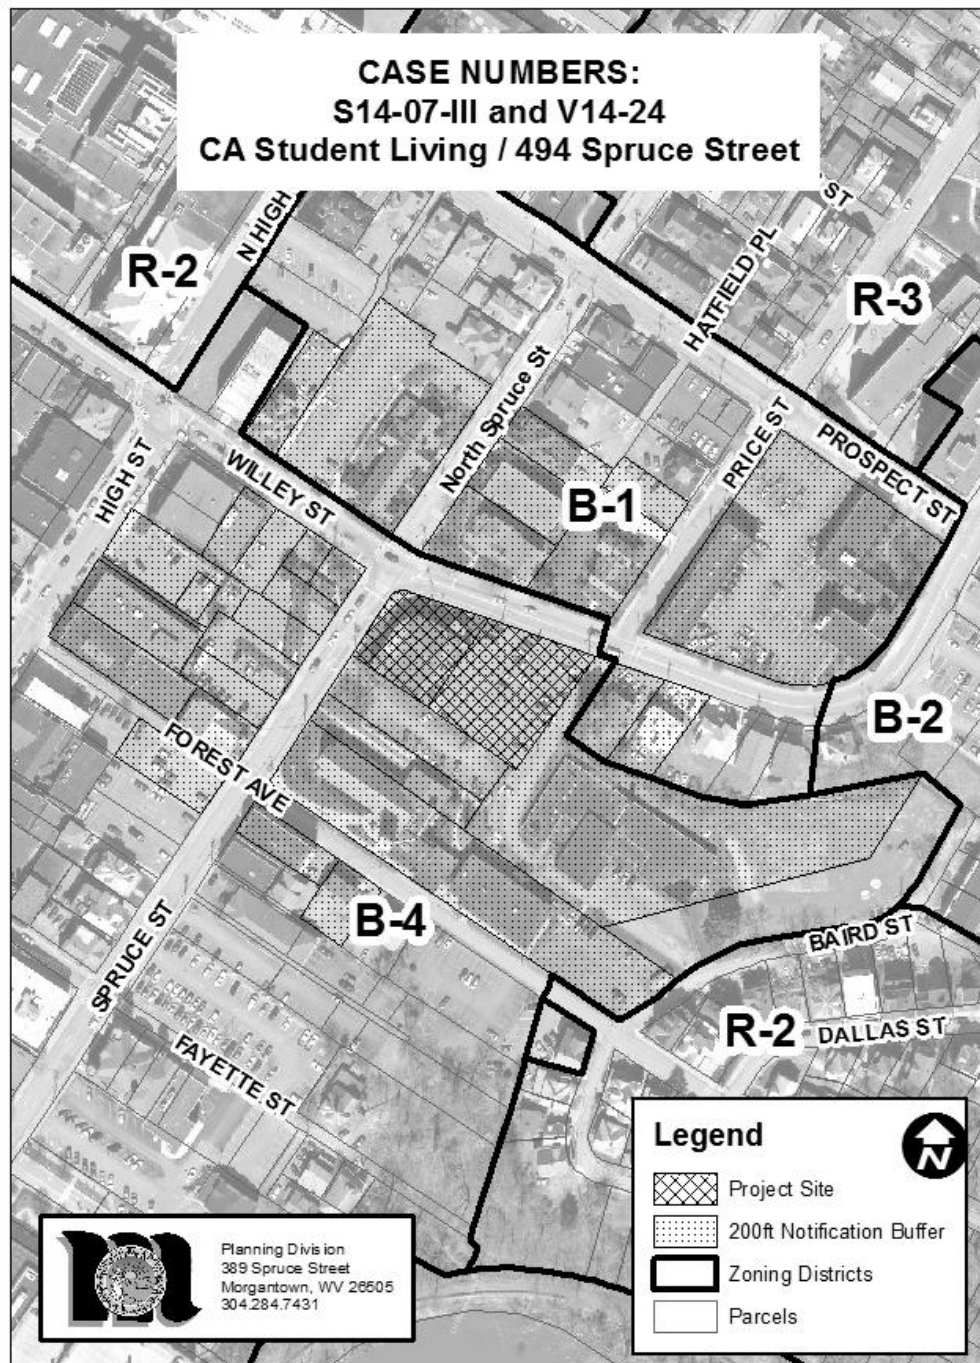 CASE NUMBERS:
S14-07-III and V14-24
CA Student Living / 494 Spruce Street
ST
N HIGH
R-2
HATFIELD PL
R-3
North Spruce St
HIGH ST
WILLEY ST
B-1
PRICE ST
PROSPECT ST
B-2
FOREST AVE
B-4
BAIRD ST
SPRUCE ST
R-2
DALLAS ST
FAYETTE ST
Legend
N
Project Site
200ft Notification Buffer
Zoning Districts
Parcels
Planning Division
389 Spruce Street
Morgantown, WV 26505
304.284.7431